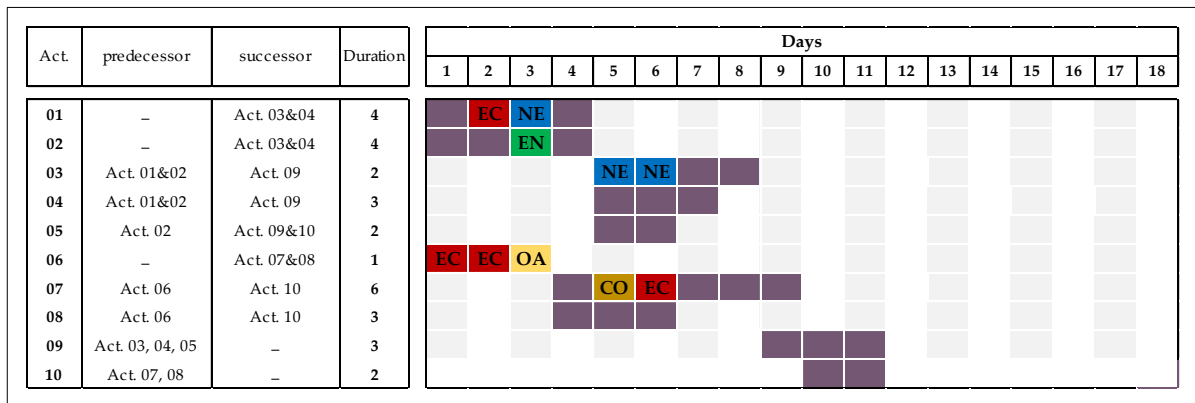 Act. predecessor successor Duration Days
1 2 3 4 5 6 7 8 9 10 11 12 13 14 15 16 17 18
01 – Act. 03&04 4 EC NE
02 – Act. 03&04 4 EN
03 Act. 01&02 Act. 09 2 NE NE
04 Act. 01&02 Act. 09 3
05 Act. 02 Act. 09&10 2
06 – Act. 07&08 1 EC EC OA
07 Act. 06 Act. 10 6 CO EC
08 Act. 06 Act. 10 3
09 Act. 03, 04, 05 – 3
10 Act. 07, 08 – 2